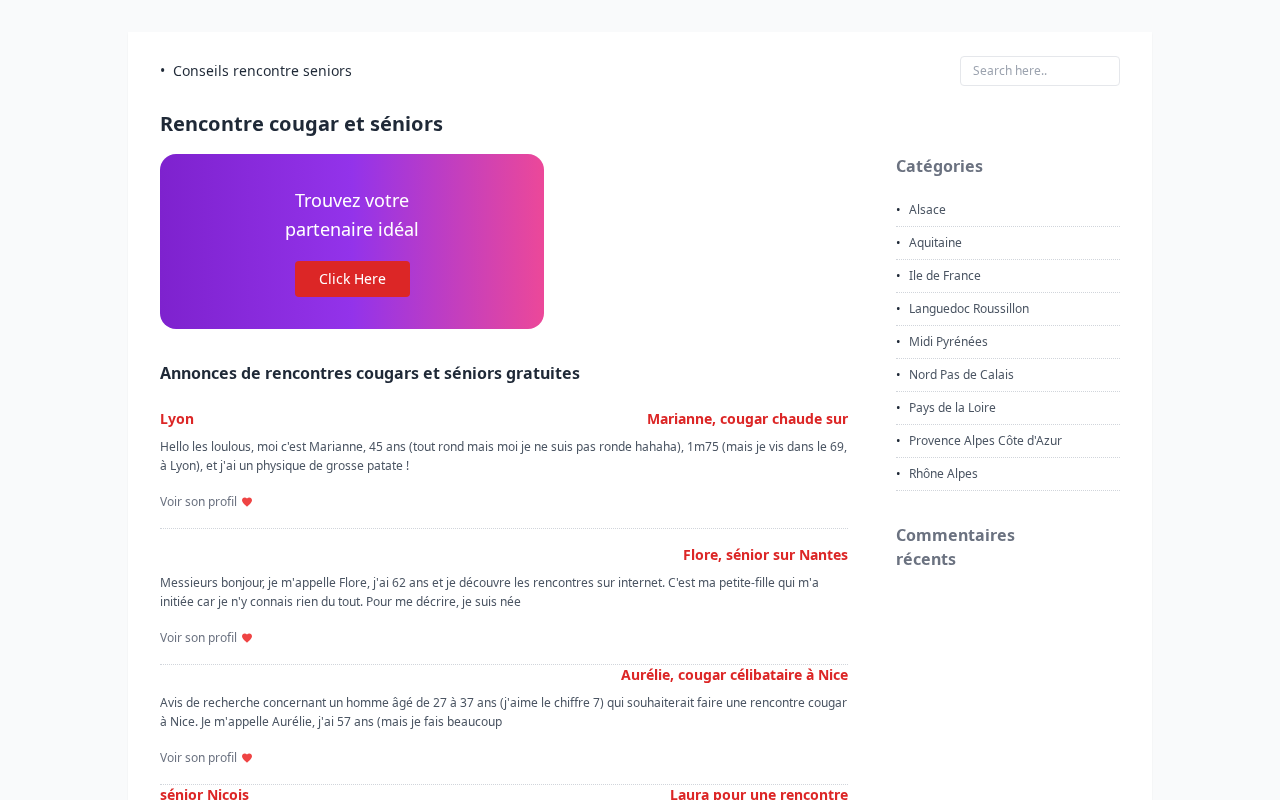 • Conseils rencontre seniors
Search here..
Rencontre cougar et séniors
Trouvez votre
partenaire idéal
Click Here
Annonces de rencontres cougars et séniors gratuites
Lyon
Marianne, cougar chaude sur
Hello les loulous, moi c'est Marianne, 45 ans (tout rond mais moi je ne suis pas ronde hahaha), 1m75 (mais je vis dans le 69,
à Lyon), et j'ai un physique de grosse patate !
Voir son profil
Flore, sénior sur Nantes
Messieurs bonjour, je m'appelle Flore, j'ai 62 ans et je découvre les rencontres sur internet. C'est ma petite-fille qui m'a
initiée car je n'y connais rien du tout. Pour me décrire, je suis née
Voir son profil
Aurélie, cougar célibataire à Nice
Avis de recherche concernant un homme âgé de 27 à 37 ans (j'aime le chiffre 7) qui souhaiterait faire une rencontre cougar
à Nice. Je m'appelle Aurélie, j'ai 57 ans (mais je fais beaucoup
Voir son profil
sénior Niçois
Laura pour une rencontre
Catégories
• Alsace
• Aquitaine
• Ile de France
• Languedoc Roussillon
• Midi Pyrénées
• Nord Pas de Calais
• Pays de la Loire
• Provence Alpes Côte d'Azur
• Rhône Alpes
Commentaires
récents